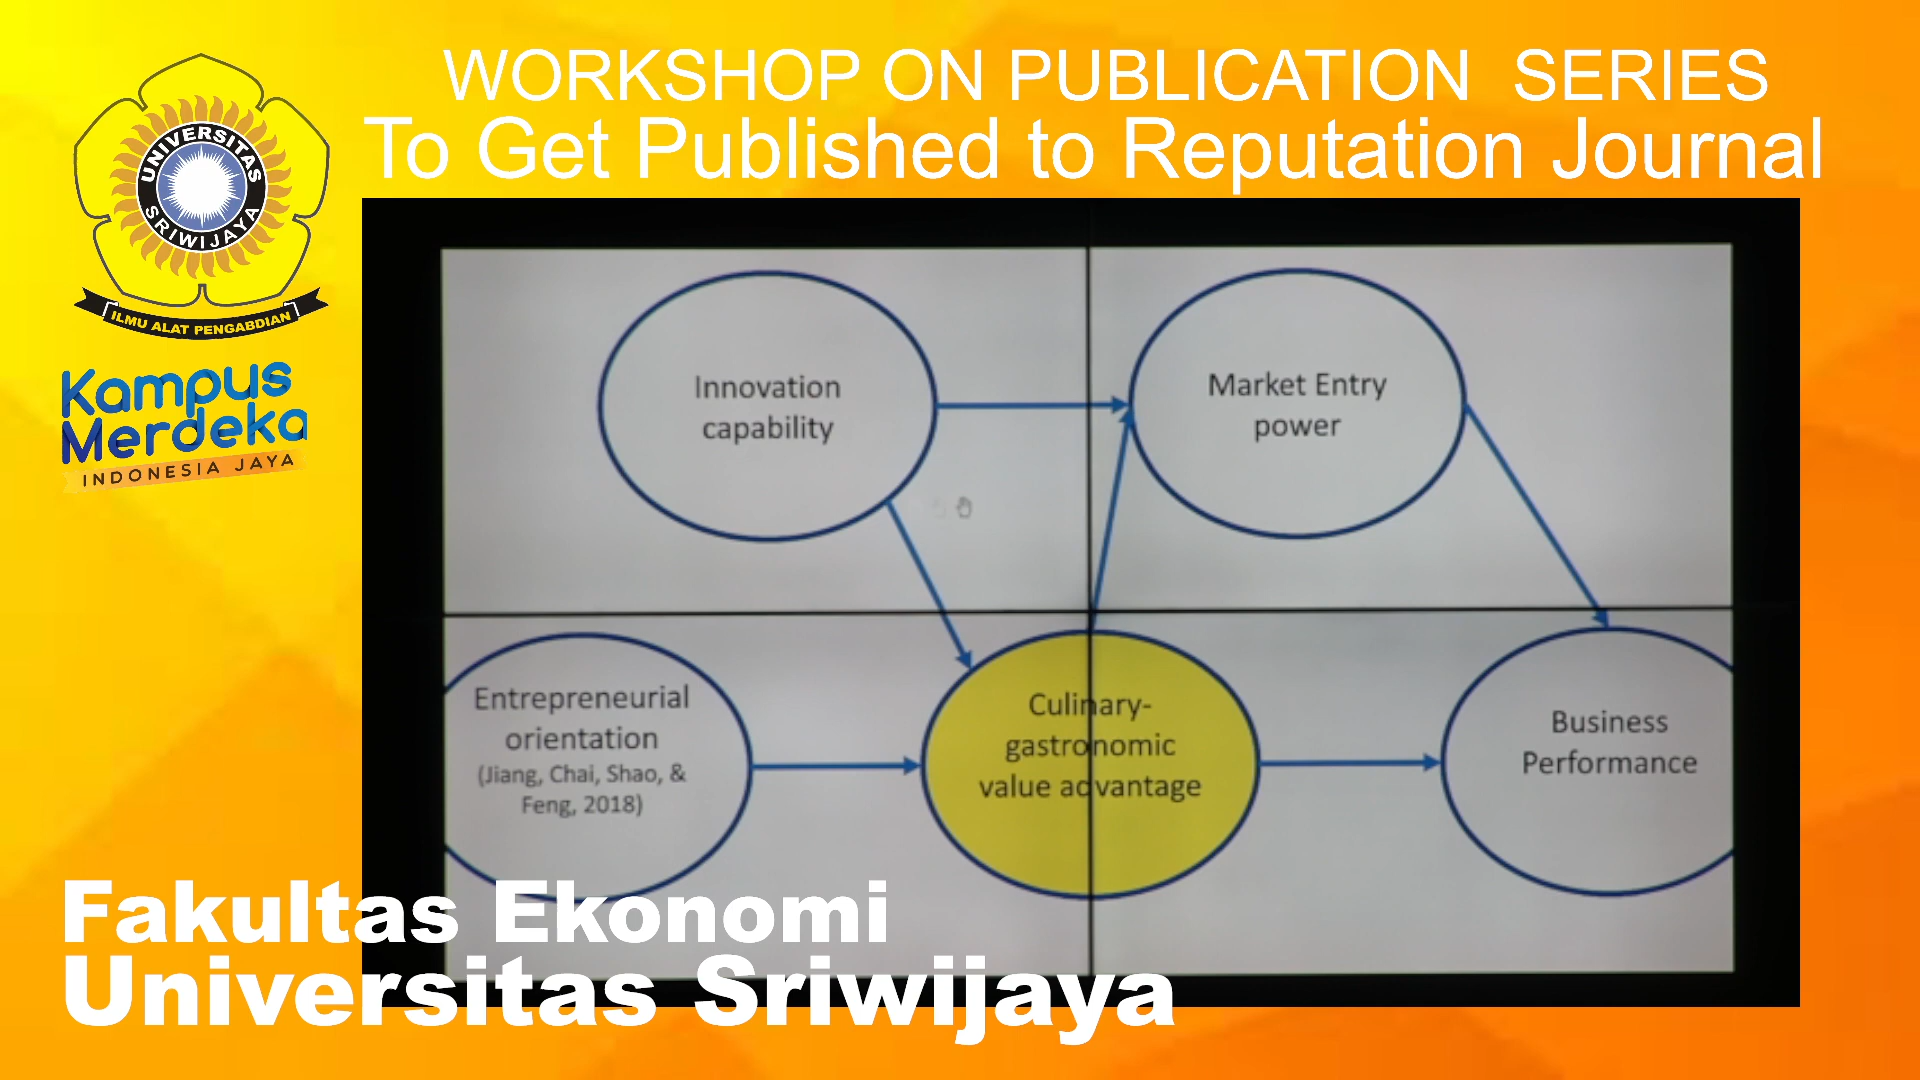 WORKSHOP ON PUBLICATION SERIES
To Get Published to Reputation Journal
UNIVERSITAS
SRIWIJAYA
ILMU ALAT PENGABDIAN
Kampus
Merdeka
INDONESIA JAYA
Innovation
capability
Market Entry
power
Entrepreneurial
orientation
(Jiang, Chai, Shao, &
Feng, 2018)
Culinary-
gastronomic
value advantage
Business
Performance
Fakultas Ekonomi
Universitas Sriwijaya